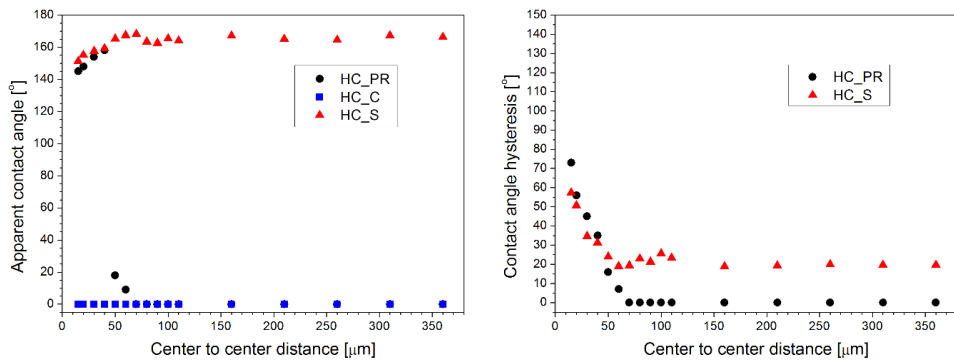 180
160
140
120
100
80
60
40
20
0
Apparent contact angle [°]
HC_PR
HC_C
HC_S
0 50 100 150 200 250 300 350
Center to center distance [μm]
150
140
130
120
110
100
90
80
70
60
50
40
30
20
10
0
Contact angle hysteresis [°]
HC_PR
HC_S
0 50 100 150 200 250 300 350
Center to center distance [μm]